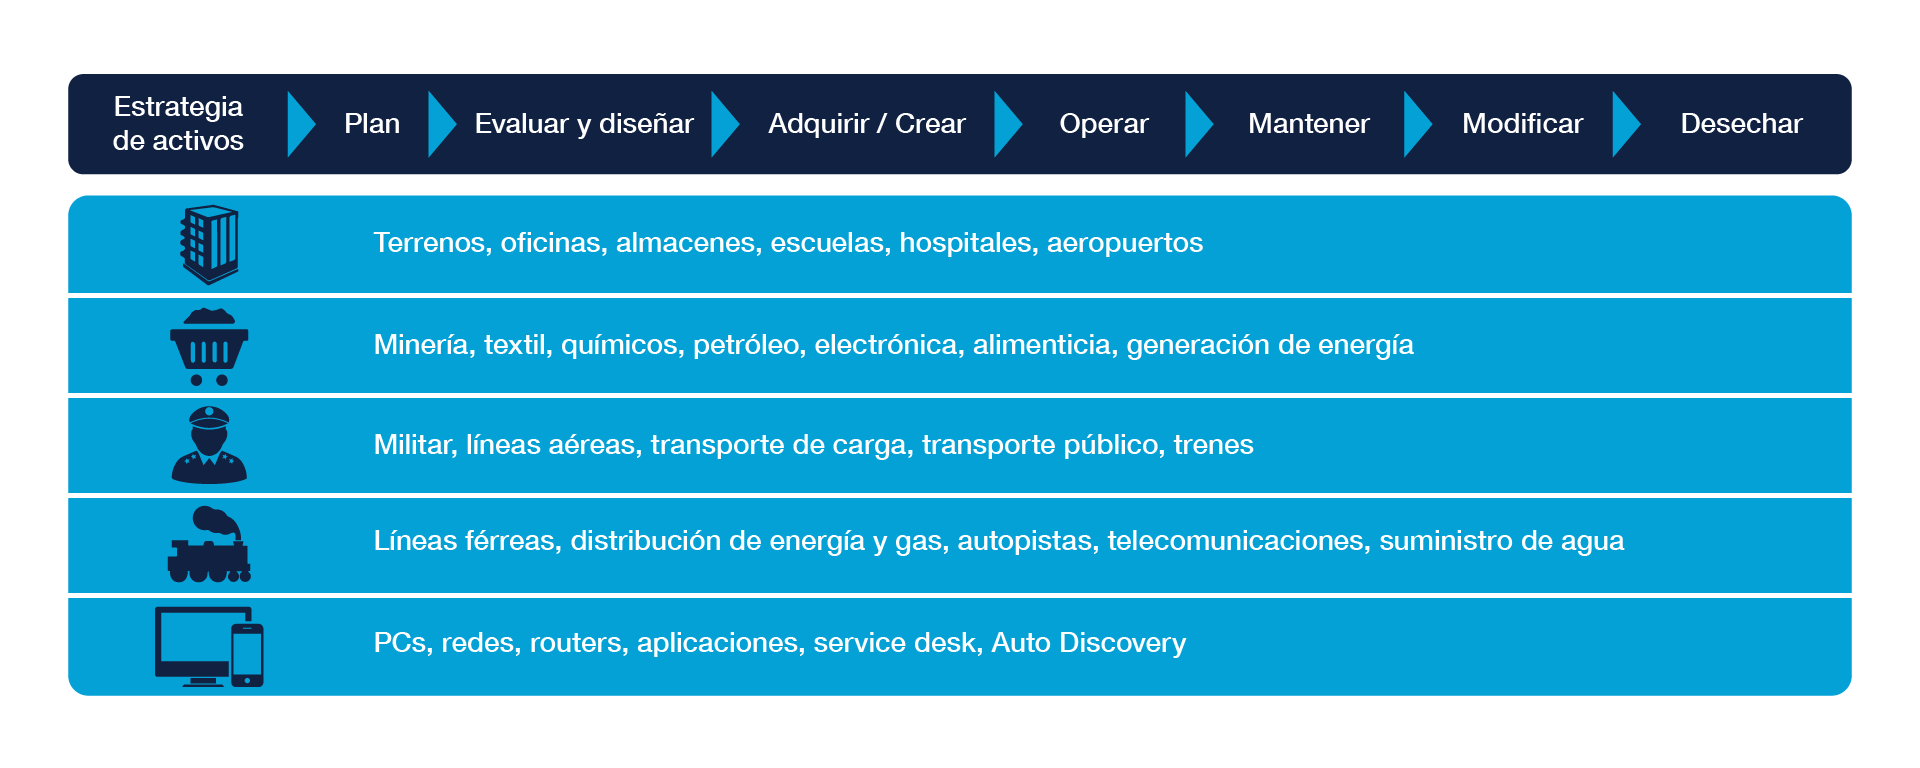 Estrategia
de activos
Plan
Evaluar y diseñar
Adquirir / Crear
Operar
Mantener
Modificar
Desechar
Terrenos, oficinas, almacenes, escuelas, hospitales, aeropuertos
Minería, textil, químicos, petróleo, electrónica, alimenticia, generación de energía
Militar, líneas aéreas, transporte de carga, transporte público, trenes
Líneas férreas, distribución de energía y gas, autopistas, telecomunicaciones, suministro de agua
PCs, redes, routers, aplicaciones, service desk, Auto Discovery